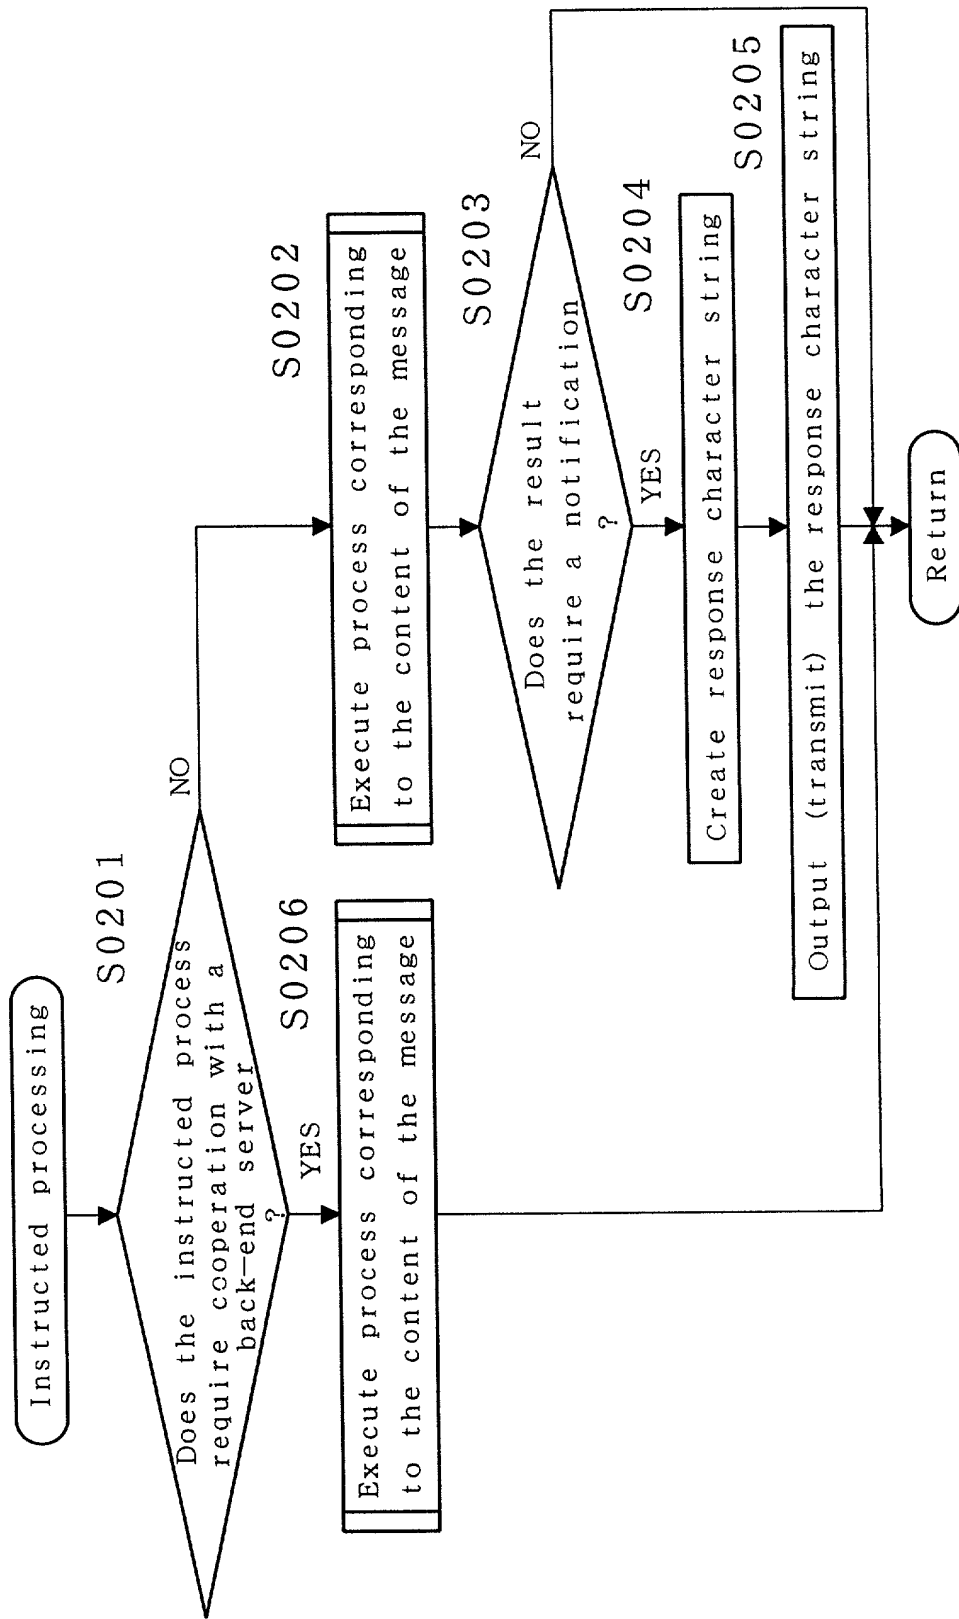 Instructed processing
S0201
Does the instructed process
require cooperation with a
back-end server
?
NO
YES
S0206
Execute process corresponding
to the content of the message
S0202
Execute process corresponding
to the content of the message
S0203
Does the result
require a notification
?
NO
YES
S0204
Create response character string
S0205
Output (transmit) the response character string
Return